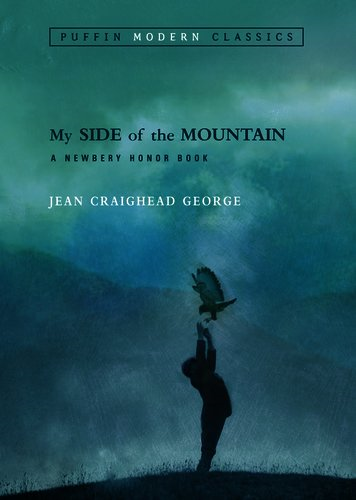 PUFFIN MODERN CLASSICS
My SIDE of the MOUNTAIN
A NEWBERY HONOR BOOK
JEAN CRAIGHEAD GEORGE